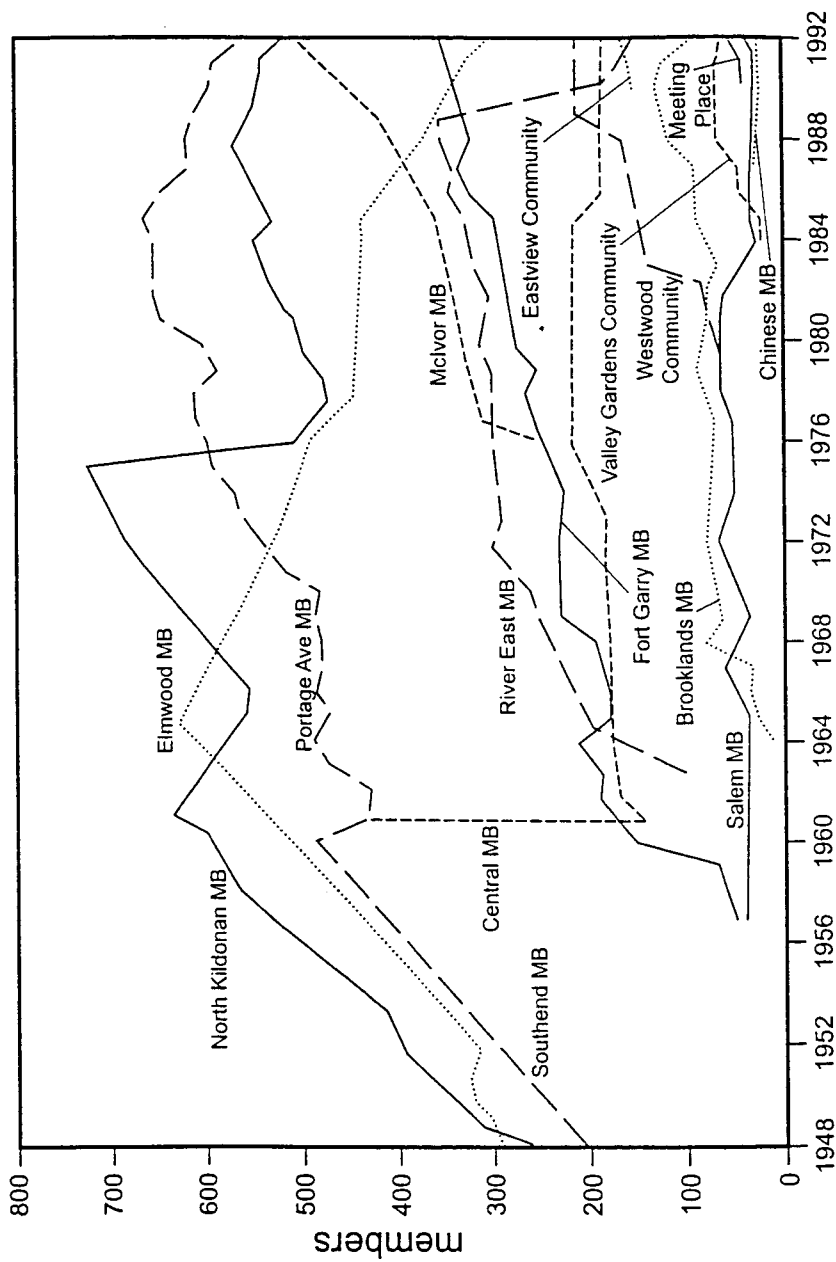 800
700
600
500
400
300
200
100
0
members
North Kildonan MB
Elmwood MB
Portage Ave MB
Central MB
Southend MB
McIvor MB
River East MB
Eastview Community
Fort Garry MB
Valley Gardens Community
Westwood
Community
Meeting
Place
Brooklands MB
Salem MB
Chinese MB
1948
1952
1956
1960
1964
1968
1972
1976
1980
1984
1988
1992